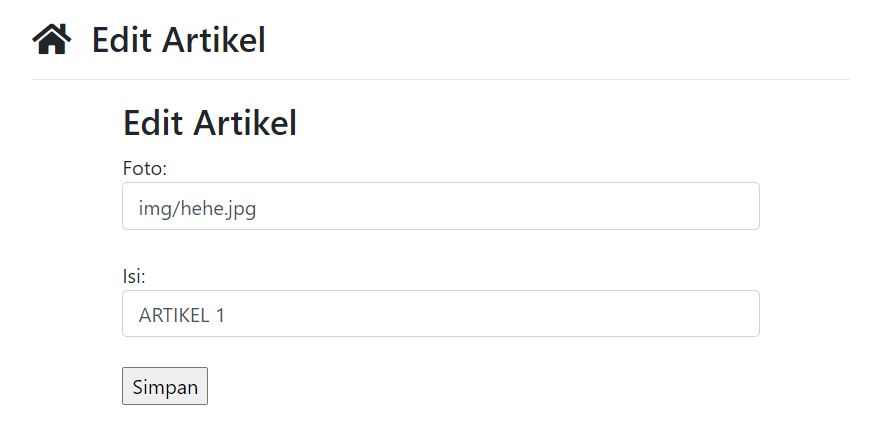 Edit Artikel
Edit Artikel
Foto:
img/hehe.jpg
Isi:
ARTIKEL 1
Simpan